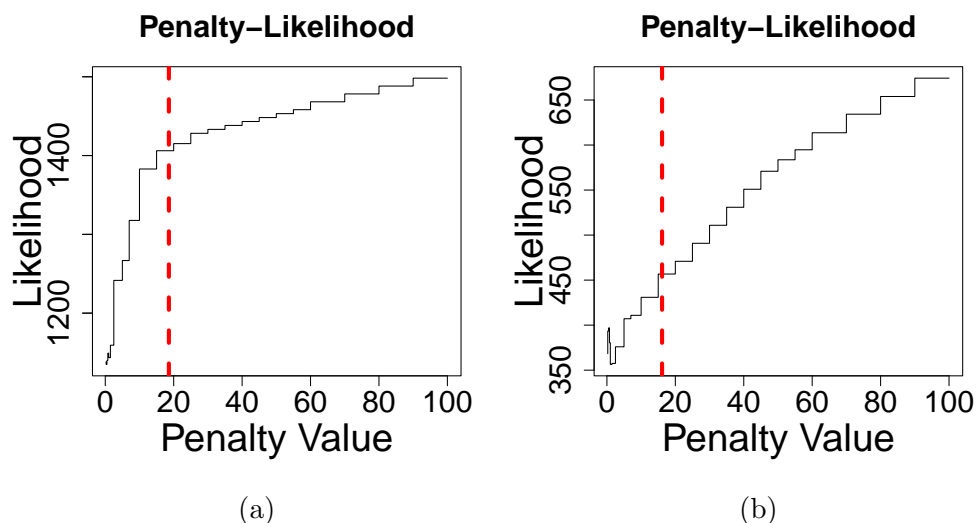 Penalty−Likelihood
Likelihood
1200
1400
0 20 40 60 80 100
Penalty Value
(a)
Penalty−Likelihood
Likelihood
350
450
550
650
0 20 40 60 80 100
Penalty Value
(b)